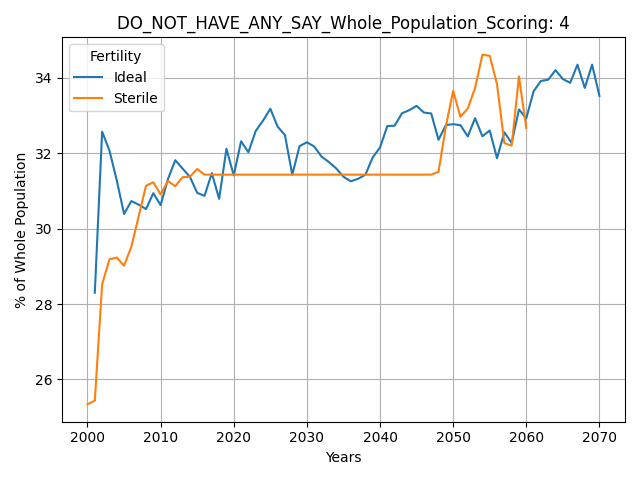 DO_NOT_HAVE_ANY_SAY_Whole_Population_Scoring: 4
Fertility
Ideal
Sterile
% of Whole Population
34
32
30
28
26
2000 2010 2020 2030 2040 2050 2060 2070
Years